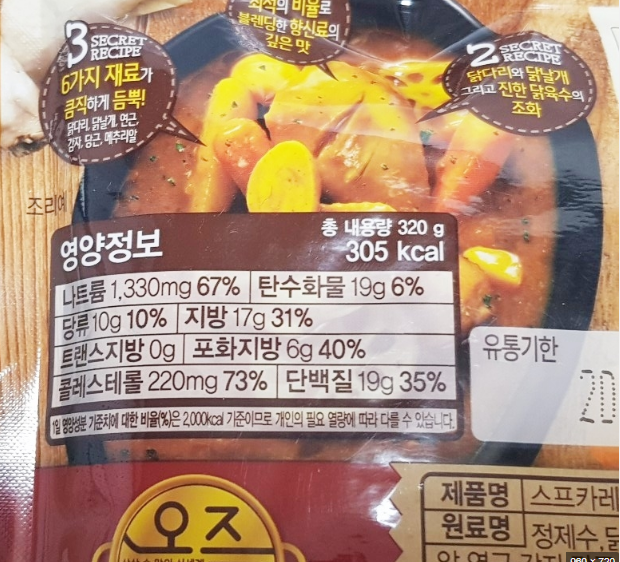 최적의 비율로
블렌딩한 향신료의
깊은 맛
3 SECRET
RECIPE
6가지 재료가
큼직하게 듬뿍!
닭다리, 닭날개, 연근,
감자, 당근, 메추리알
2 SECRET
RECIPE
닭다리와 닭날개
그리고 진한 닭육수의
조화
조리예
영양정보
총 내용량 320 g
305 kcal
나트륨 1,330mg 67% 탄수화물 19g 6%
당류 10g 10% 지방 17g 31%
트랜스지방 0g 포화지방 6g 40%
콜레스테롤 220mg 73% 단백질 19g 35%
1일 영양성분 기준치에 대한 비율(%)은 2,000kcal 기준이므로 개인의 필요 열량에 따라 다를 수 있습니다.
유통기한
20
오즈
제품명 스프카레
원료명 정제수,